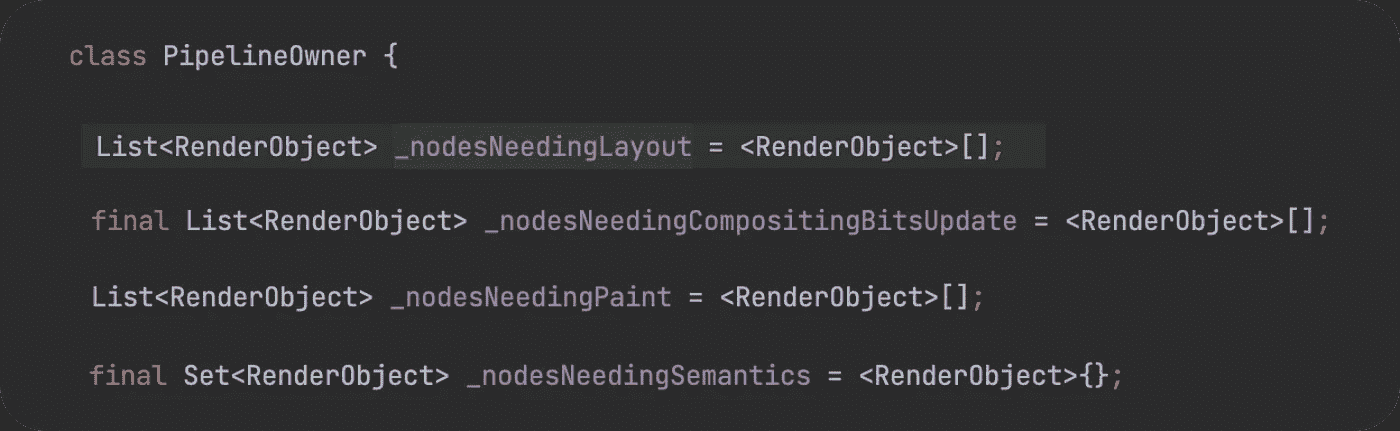 class PipelineOwner {
List<RenderObject> _nodesNeedingLayout = <RenderObject>[];
final List<RenderObject> _nodesNeedingCompositingBitsUpdate = <RenderObject>[];
List<RenderObject> _nodesNeedingPaint = <RenderObject>[];
final Set<RenderObject> _nodesNeedingSemantics = <RenderObject>{};